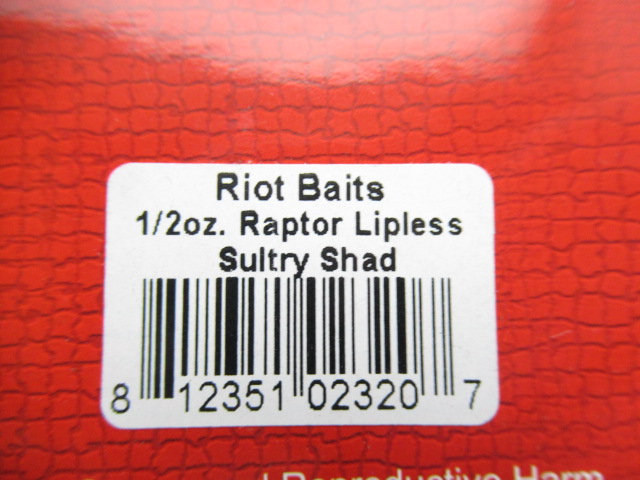 Riot Baits
1/2oz. Raptor Lipless
Sultry Shad
8 12351 02320 7
Reproductive Harm